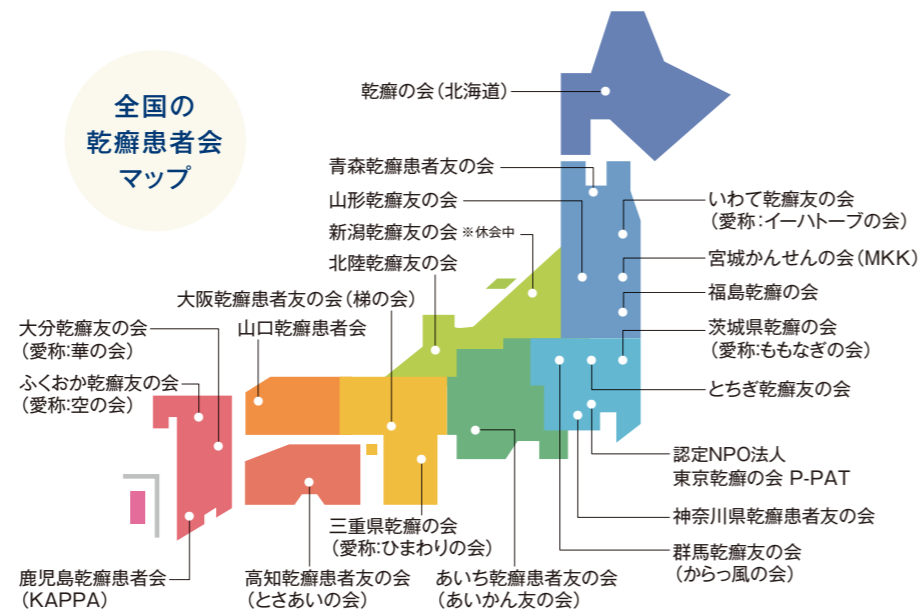 全国の
乾癬患者会
マップ
乾癬の会(北海道)
青森乾癬患者友の会
山形乾癬友の会
新潟乾癬友の会 ※休会中
北陸乾癬友の会
大阪乾癬患者友の会(梯の会)
山口乾癬患者会
大分乾癬友の会
(愛称:華の会)
ふくおか乾癬友の会
(愛称:空の会)
いわて乾癬友の会
(愛称:イーハトーブの会)
宮城かんせんの会(MKK)
福島乾癬の会
茨城県乾癬の会
(愛称:ももなぎの会)
とちぎ乾癬友の会
認定NPO法人
東京乾癬の会 P-PAT
神奈川県乾癬患者友の会
群馬乾癬友の会
(からっ風の会)
三重県乾癬の会
(愛称:ひまわりの会)
鹿児島乾癬患者会
(KAPPA)
高知乾癬患者友の会
(とさあいの会)
あいち乾癬患者友の会
(あいかん友の会)